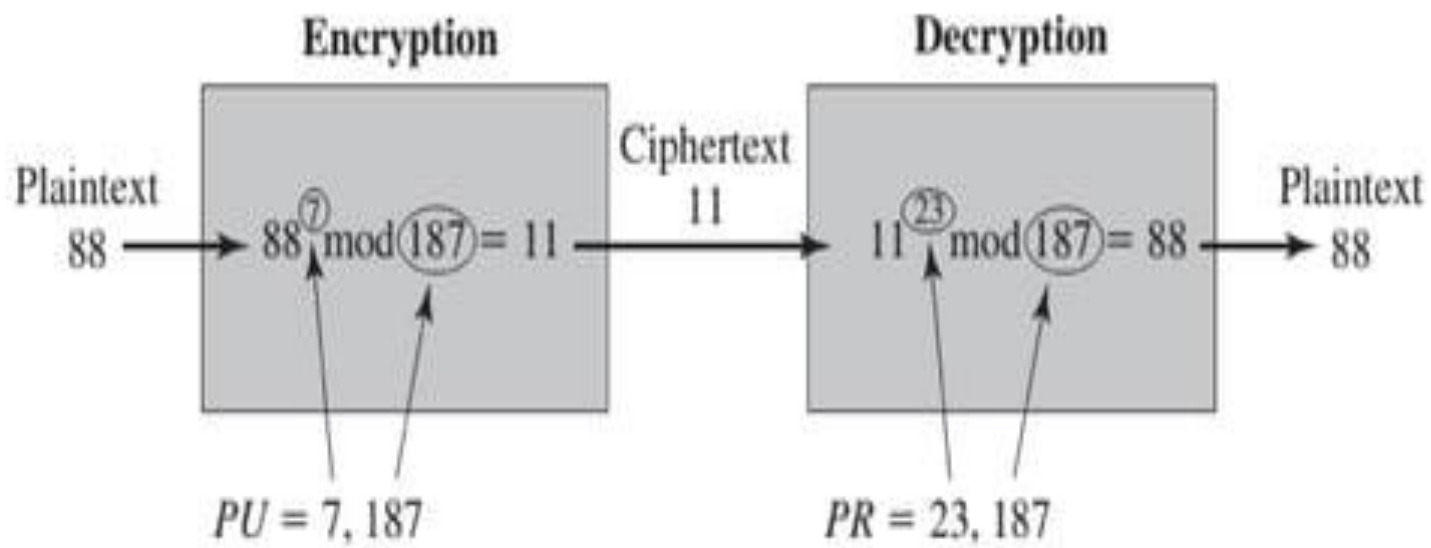 Encryption
Decryption
Plaintext
88
88^7 mod 187 = 11
Ciphertext
11
11^23 mod 187 = 88
Plaintext
88
PU = 7, 187
PR = 23, 187